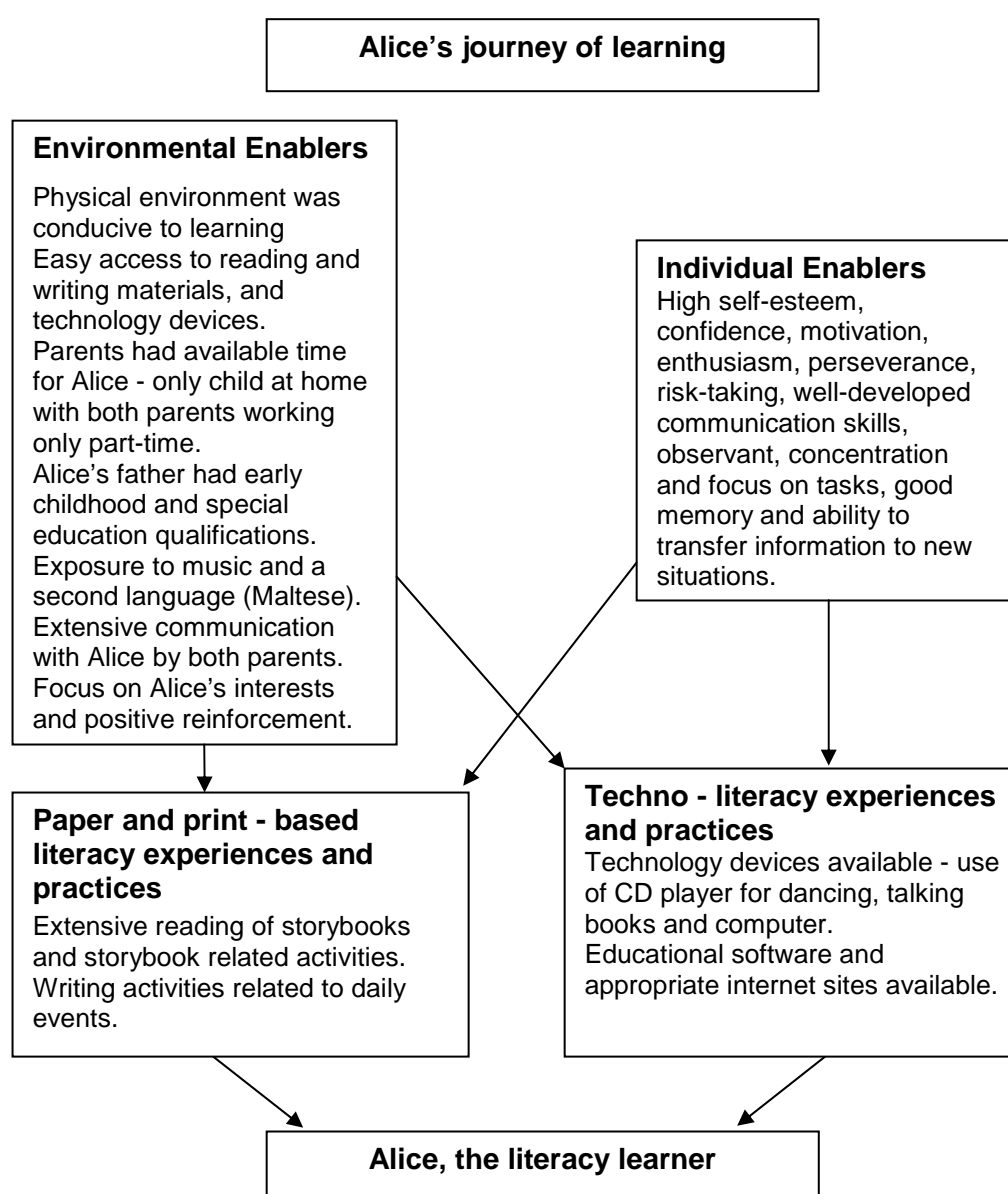 Alice’s journey of learning
Environmental Enablers
Physical environment was
conducive to learning
Easy access to reading and
writing materials, and
technology devices.
Parents had available time
for Alice - only child at home
with both parents working
only part-time.
Alice’s father had early
childhood and special
education qualifications.
Exposure to music and a
second language (Maltese).
Extensive communication
with Alice by both parents.
Focus on Alice’s interests
and positive reinforcement.
Individual Enablers
High self-esteem,
confidence, motivation,
enthusiasm, perseverance,
risk-taking, well-developed
communication skills,
observant, concentration
and focus on tasks, good
memory and ability to
transfer information to new
situations.
Paper and print - based
literacy experiences and
practices
Extensive reading of storybooks
and storybook related activities.
Writing activities related to daily
events.
Techno - literacy experiences
and practices
Technology devices available - use
of CD player for dancing, talking
books and computer.
Educational software and
appropriate internet sites available.
Alice, the literacy learner